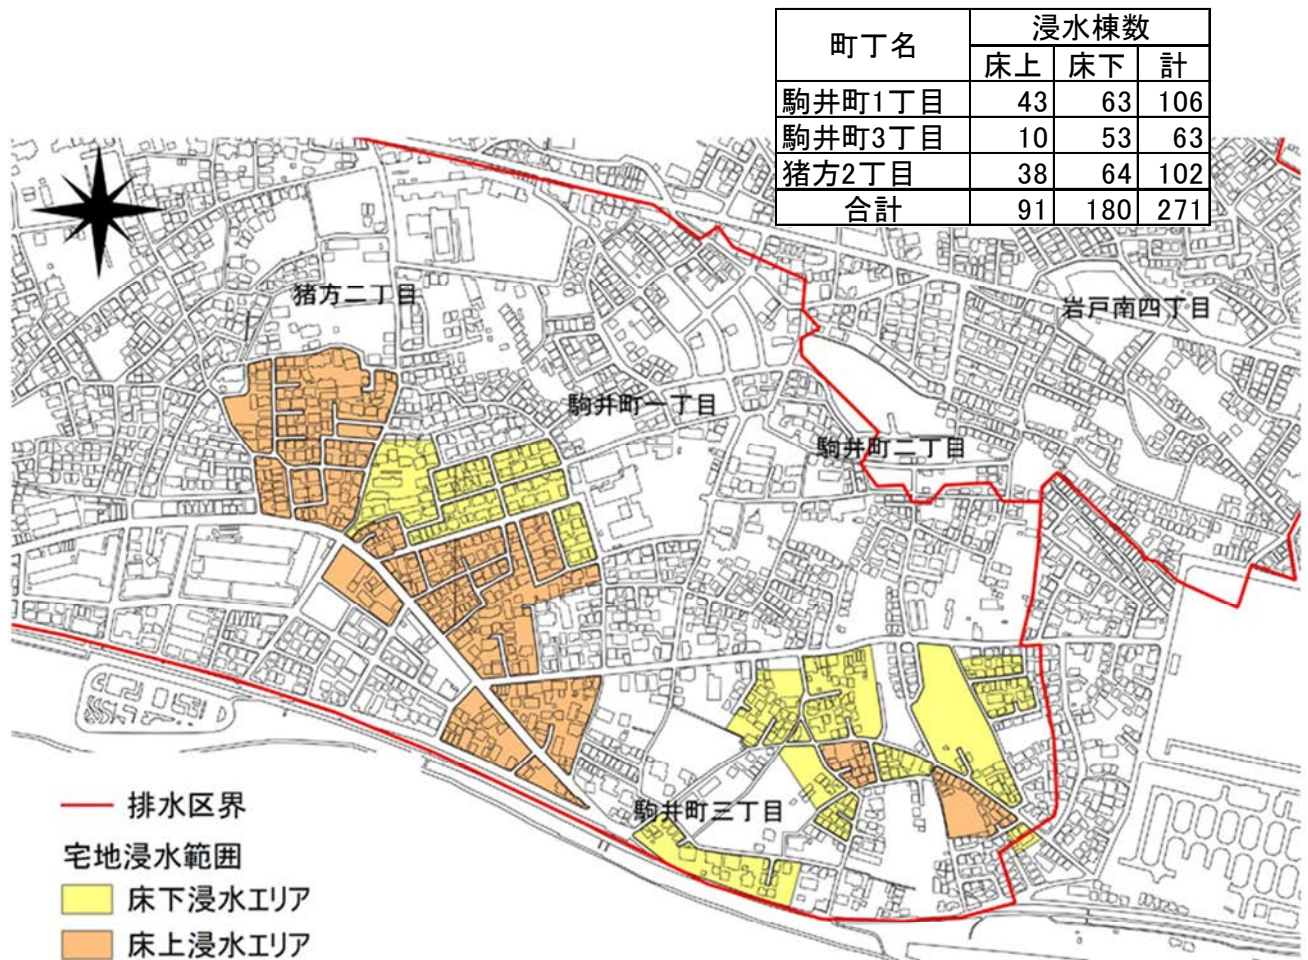 町丁名 浸水棟数
床上 床下 計
駒井町1丁目 43 63 106
駒井町3丁目 10 53 63
猪方2丁目 38 64 102
合計 91 180 271
猪方二丁目
岩戸南四丁目
駒井町一丁目
駒井町二丁目
駒井町三丁目
排水区界
宅地浸水範囲
床下浸水エリア
床上浸水エリア